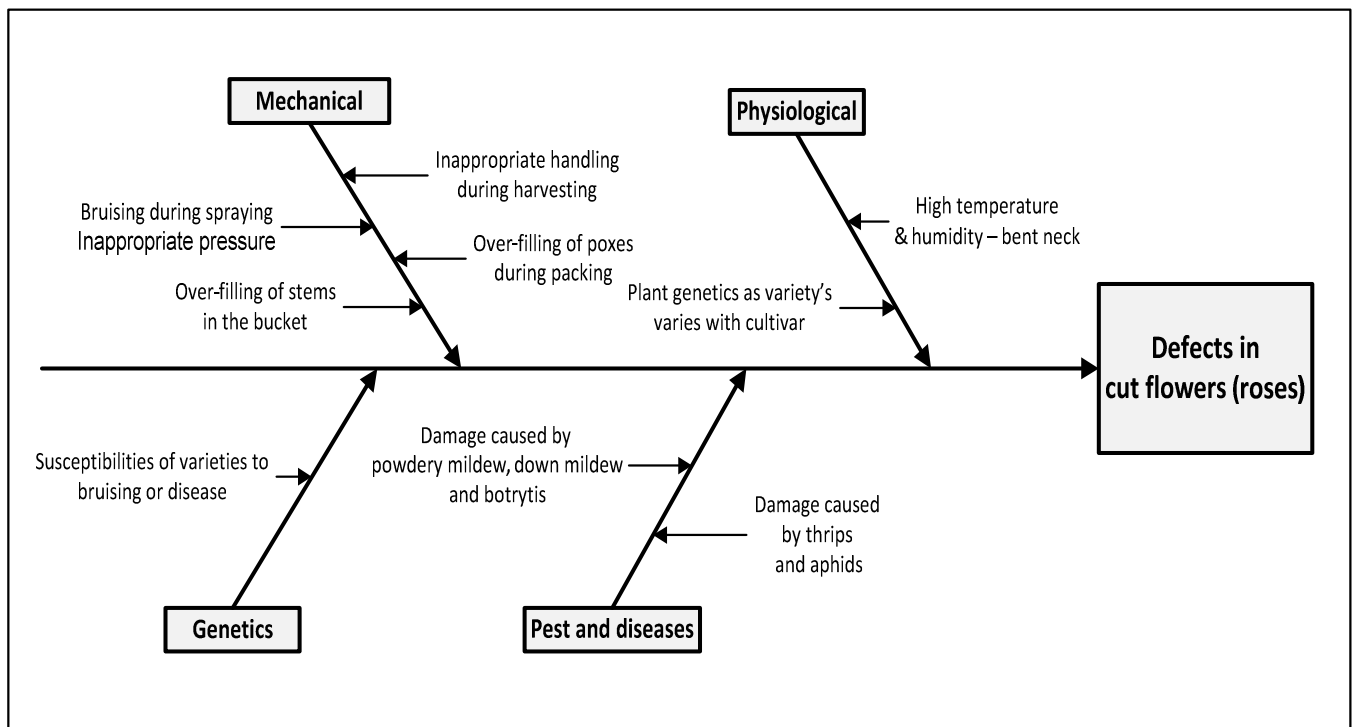 Mechanical
Physiological
Inappropriate handling
during harvesting
Bruising during spraying
Inappropriate pressure
High temperature
& humidity – bent neck
Over-filling of poxes
during packing
Over-filling of stems
in the bucket
Plant genetics as variety's
varies with cultivar
Defects in
cut flowers (roses)
Susceptibilities of varieties to
bruising or disease
Damage caused by
powdery mildew, down mildew
and botrytis
Damage caused
by thrips
and aphids
Genetics
Pest and diseases